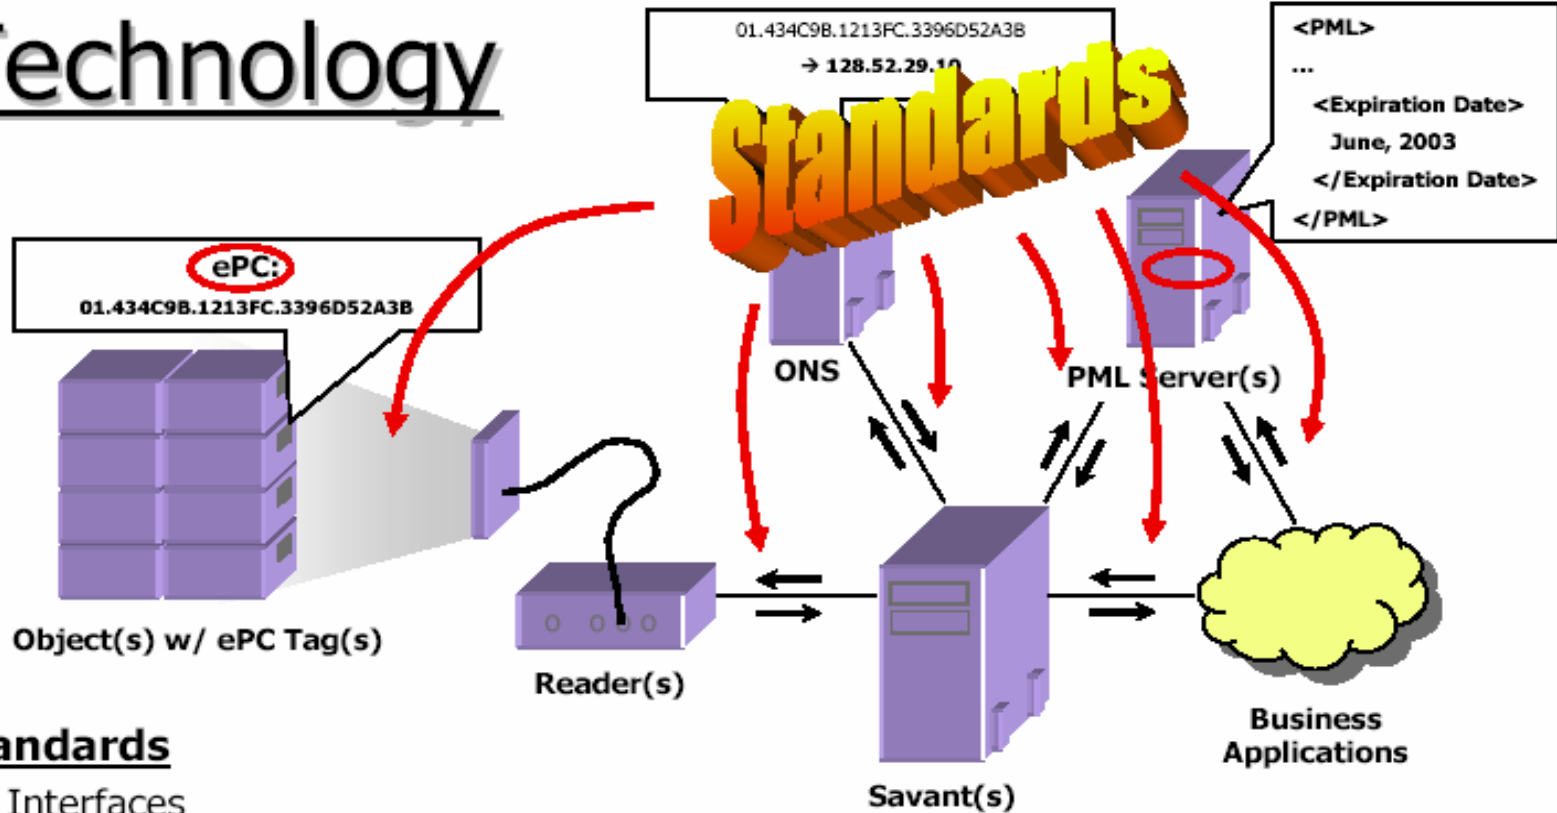 echnology
01.434C9B.1213FC.3396D52A3B
→ 128.52.29.10
Standards
<PML>
...
<Expiration Date>
June, 2003
</Expiration Date>
</PML>
ePC:
01.434C9B.1213FC.3396D52A3B
ONS
PML Server(s)
Object(s) w/ ePC Tag(s)
Reader(s)
Savant(s)
Business
Applications
andards
Interfaces